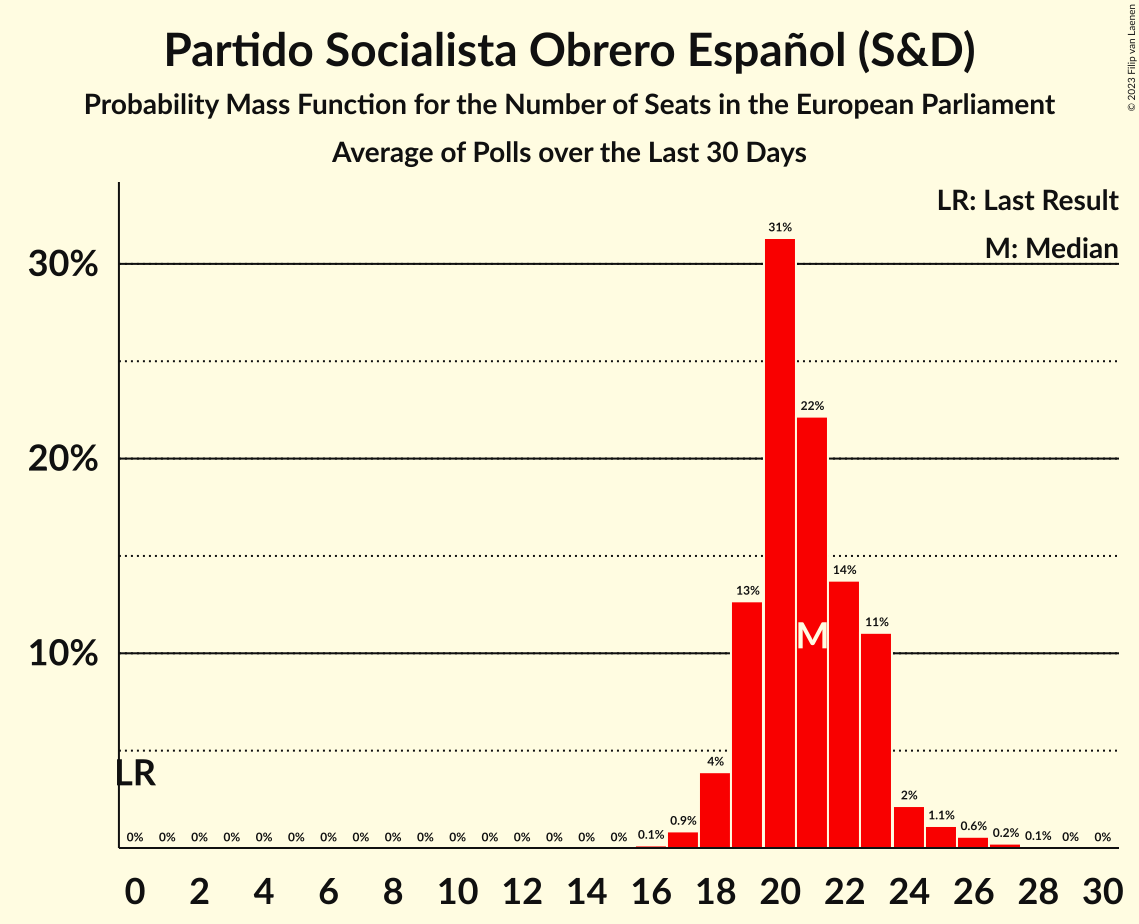 Partido Socialista Obrero Español (S&D)
Probability Mass Function for the Number of Seats in the European Parliament
Average of Polls over the Last 30 Days
© 2023 Filip van Laenen
LR: Last Result
M: Median
31%
30%
22%
20%
14%
13%
11%
M
10%
4%
LR
2%
0% 0% 0% 0% 0% 0% 0% 0% 0% 0% 0% 0% 0% 0% 0% 0% 0.1% 0.9% 1.1% 0.6% 0.2% 0.1% 0% 0%
0 2 4 6 8 10 12 14 16 18 20 22 24 26 28 30